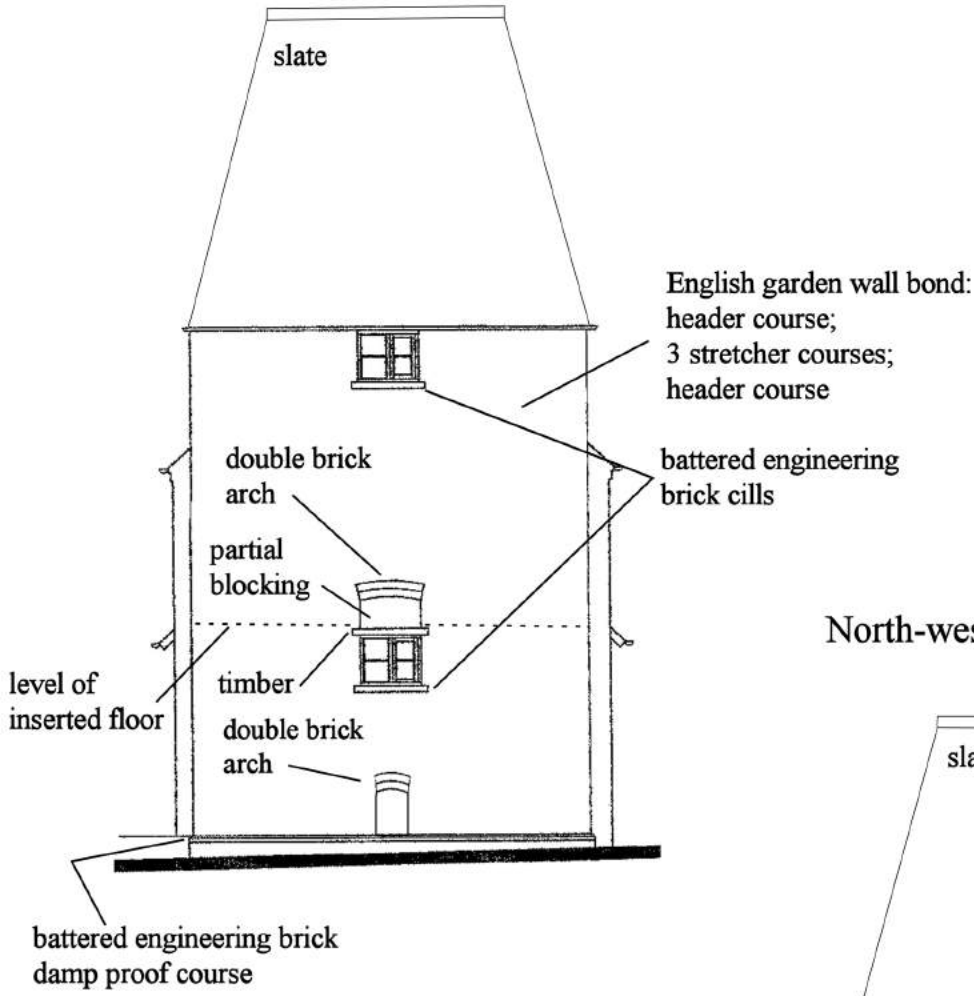 slate
English garden wall bond:
header course;
3 stretcher courses;
header course
double brick
arch
battered engineering
brick cills
partial
blocking
North-wes
level of
inserted floor
timber
double brick
arch
sla
battered engineering brick
damp proof course